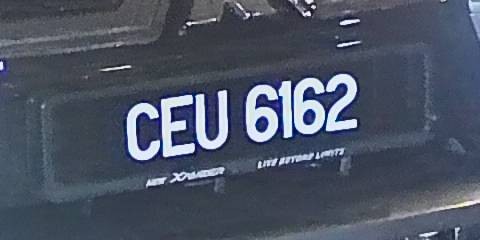 CEU 6162
NEW XPANDER LIVE BEYOND LIMITS